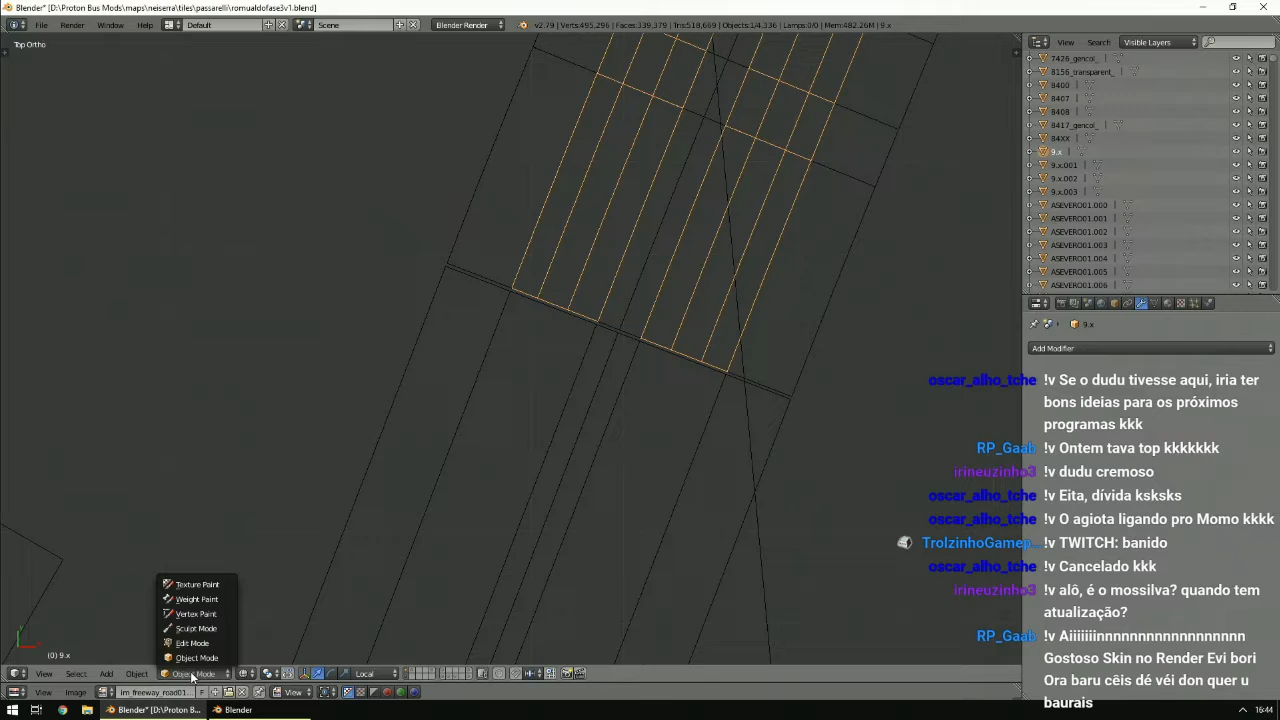 Blender* [D:\Proton Bus Mods\maps\neiserra\tiles\passarelli\romualdofase3v1.blend]
File Render Window Help Default Scene Blender Render v2.79 | Verts:495,296 | Faces:339,379 | Tris:518,669 | Objects:1/4,336 | Lamps:0/0 | Mem:482.26M | 9.x
Top Ortho
View Search Visible Layers
7426_gencol_
8156_transparent_
8400
8407
8408
8417_gencol_
84XX
9.x
9.x.001
9.x.002
9.x.003
ASEVERO01.000
ASEVERO01.001
ASEVERO01.002
ASEVERO01.003
ASEVERO01.004
ASEVERO01.005
ASEVERO01.006
9.x
Add Modifier
oscar_alho_tche !v Se o dudu tivesse aqui, iria ter
bons ideias para os próximos
programas kkk
RP_Gaab !v Ontem tava top kkkkkkk
irineuzinho3 !v dudu cremoso
oscar_alho_tche !v Eita, dívida ksksks
oscar_alho_tche !v O agiota ligando pro Momo kkkk
TrolzinhoGamep... !v TWITCH: banido
oscar_alho_tche !v Cancelado kkk
irineuzinho3 !v alô, é o mossilva? quando tem
atualização?
RP_Gaab !v Aiiiiiiinnnnnnnnnnnnnnnnnn
Gostoso Skin no Render Evi bori
Ora baru cêis dé véi don quer u
baurais
Texture Paint
Weight Paint
Vertex Paint
Sculpt Mode
Edit Mode
Object Mode
(0) 9.x
View Select Add Object Object Mode Local
View Image im_freeway_road01... F View
Blender* [D:\Proton B... Blender 16:44